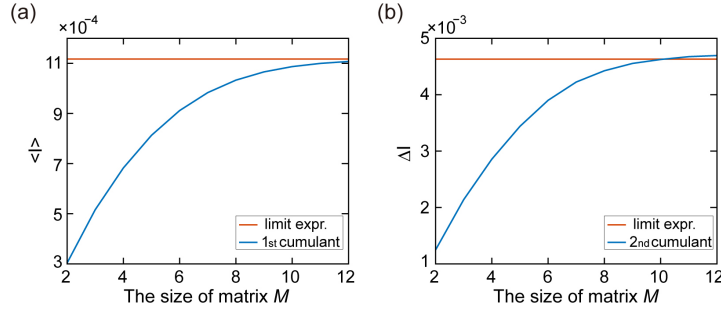 (a)
×10⁻⁴
11
9
7
5
3
<I>
limit expr.
1st cumulant
2 4 6 8 10 12
The size of matrix M
(b)
×10⁻³
5
4
3
2
1
ΔI
limit expr.
2nd cumulant
2 4 6 8 10 12
The size of matrix M